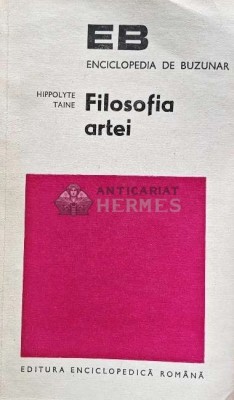 EB
ENCICLOPEDIA DE BUZUNAR
HIPPOLYTE
TAINE
Filosofia
artei
ANTICARIAT
HERMES
EDITURA ENCICLOPEDICĂ ROMÂNĂ